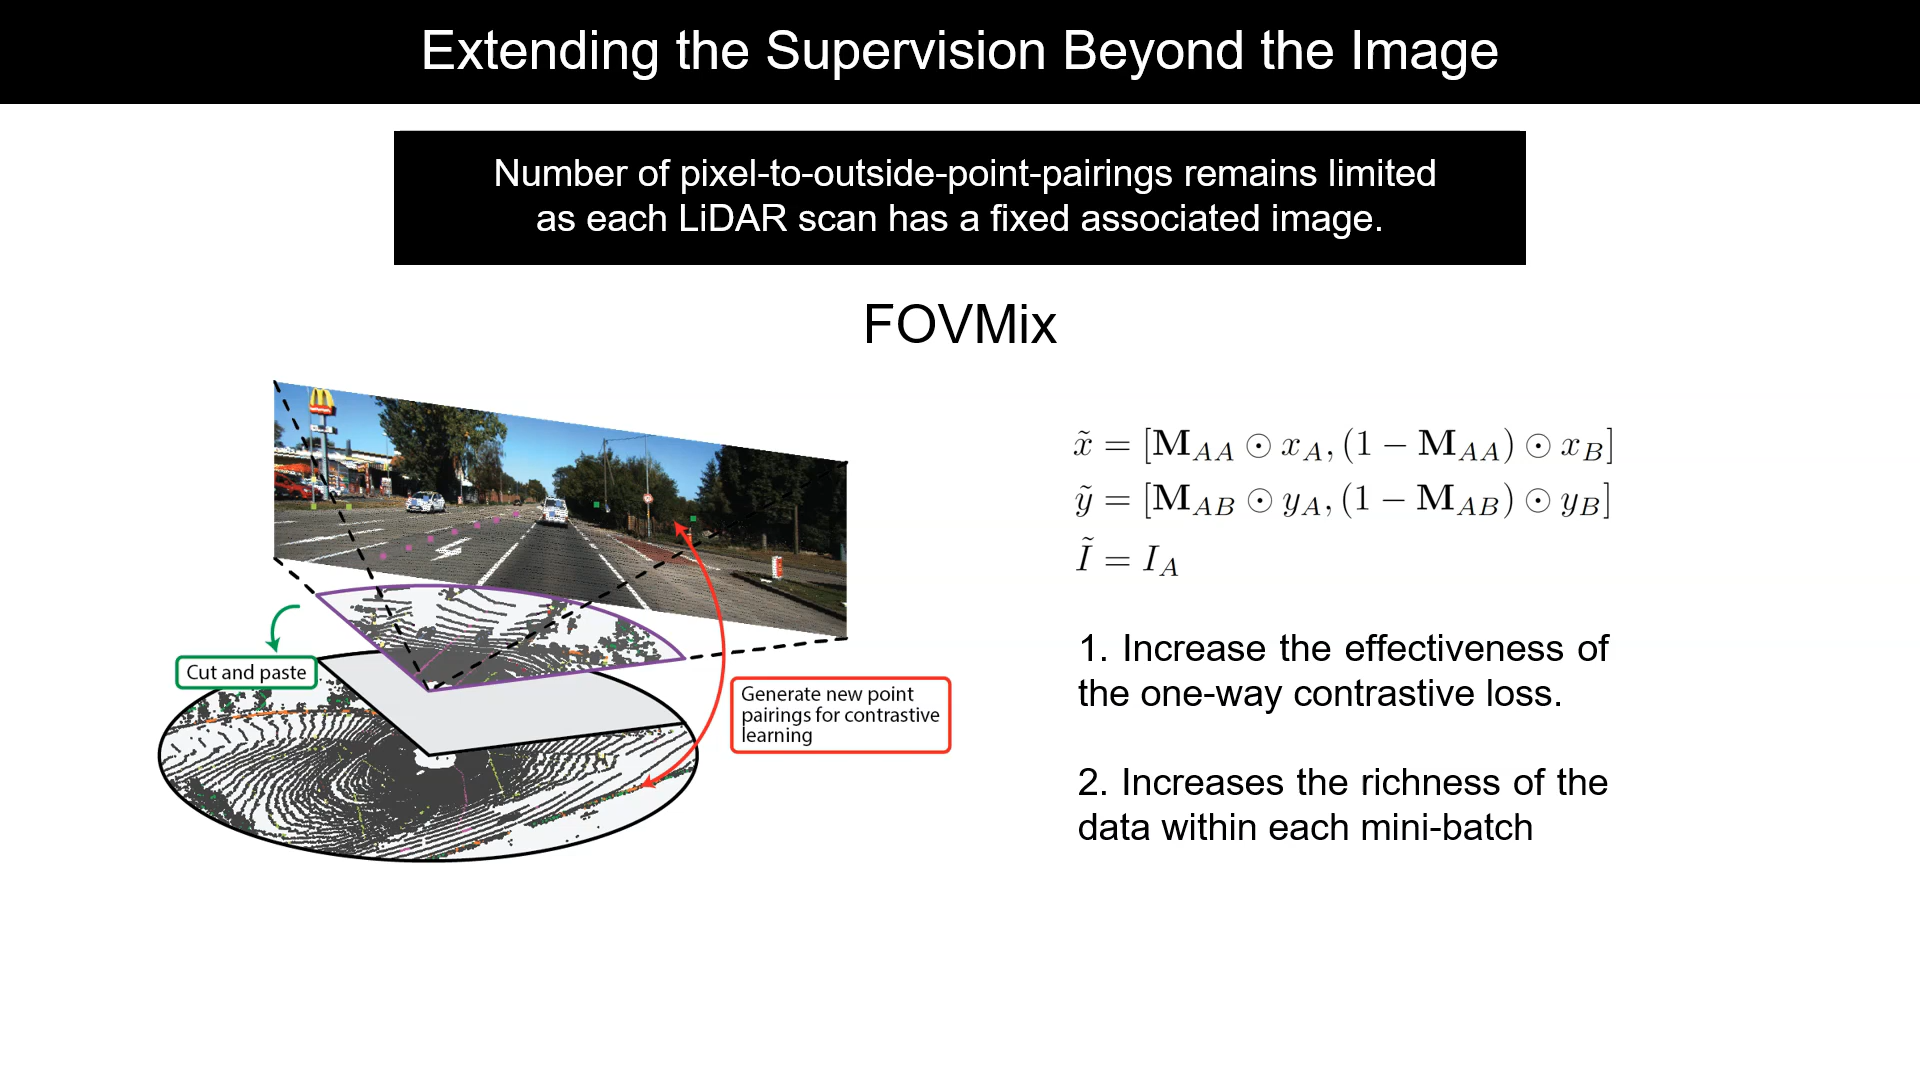 Extending the Supervision Beyond the Image
Number of pixel-to-outside-point-pairings remains limited
as each LiDAR scan has a fixed associated image.
FOVMix
Cut and paste
Generate new point
pairings for contrastive
learning
x̃ = [M_AA ⊙ x_A, (1 − M_AA) ⊙ x_B]
ỹ = [M_AB ⊙ y_A, (1 − M_AB) ⊙ y_B]
Ĩ = I_A
1. Increase the effectiveness of
the one-way contrastive loss.
2. Increases the richness of the
data within each mini-batch